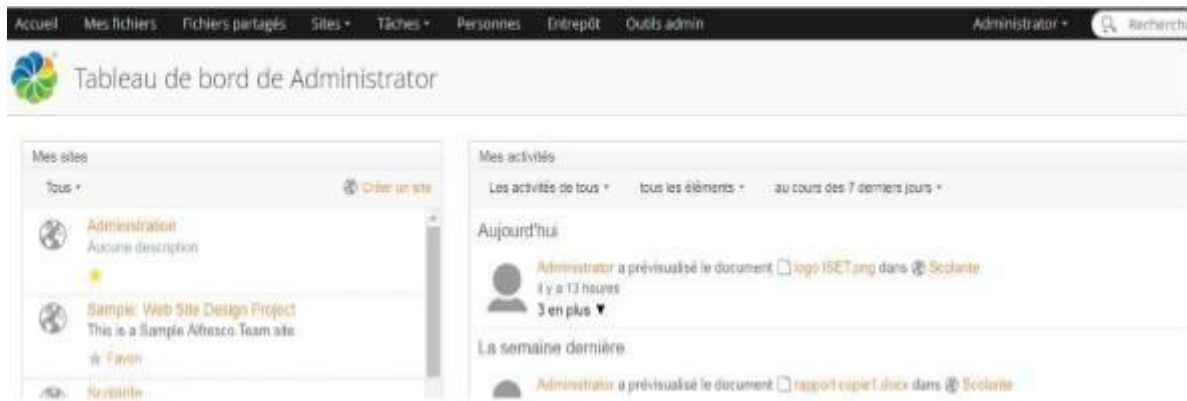 Accueil Mes fichiers Fichiers partagés Sites Tâches Personnes Entrepôt Outils admin Administrator Recherche
Tableau de bord de Administrator
Mes sites
Tous
Créer un site
Administration
Aucune description
Sample: Web Site Design Project
This is a Sample Alfresco Team site.
Favori
Scolarite
Mes activités
Les activités de tous tous les éléments au cours des 7 derniers jours
Aujourd'hui
Administrator a prévisualisé le document logo ISET.png dans Scolarite
il y a 13 heures
3 en plus ▼
La semaine dernière
Administrator a prévisualisé le document rapport copie1.docx dans Scolarite